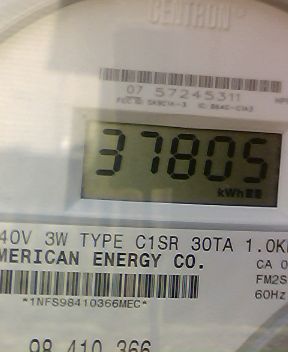 CENTRON
07 57245311
37805
kWh
40V 3W TYPE C1SR 30TA 1.0K
MERICAN ENERGY CO.
CA 0
FM2S
60Hz
*1NFS98410366MEC*
98 410 366